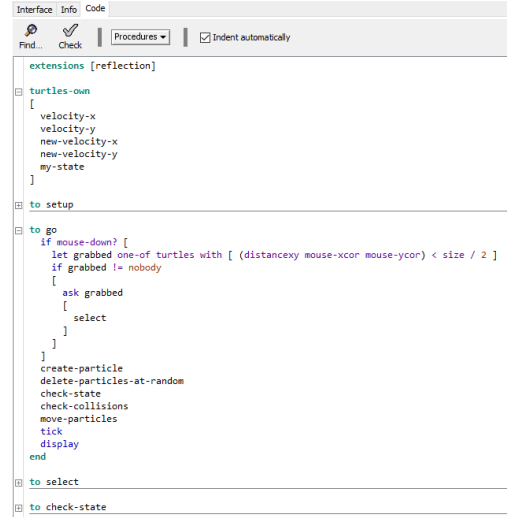 Interface Info Code
Find... Check Procedures Indent automatically
extensions [reflection]
turtles-own
[
velocity-x
velocity-y
new-velocity-x
new-velocity-y
my-state
]
to setup
to go
if mouse-down? [
let grabbed one-of turtles with [ (distancexy mouse-xcor mouse-ycor) < size / 2 ]
if grabbed != nobody
[
ask grabbed
[
select
]
]
]
create-particle
delete-particles-at-random
check-state
check-collisions
move-particles
tick
display
end
to select
to check-state